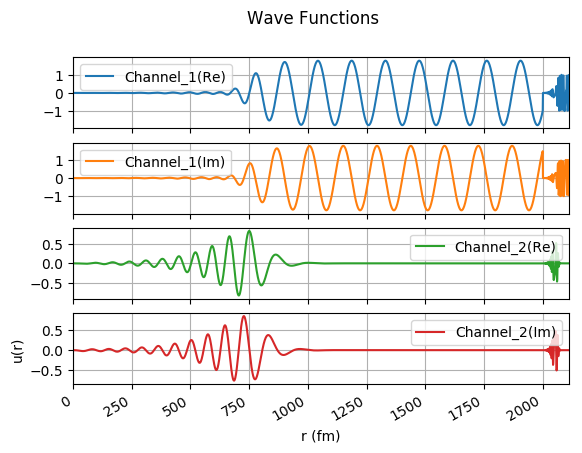 Wave Functions
1
0
−1
Channel_1(Re)
1
0
−1
Channel_1(Im)
0.5
0.0
−0.5
Channel_2(Re)
0.5
0.0
−0.5
Channel_2(Im)
u(r)
0 250 500 750 1000 1250 1500 1750 2000
r (fm)